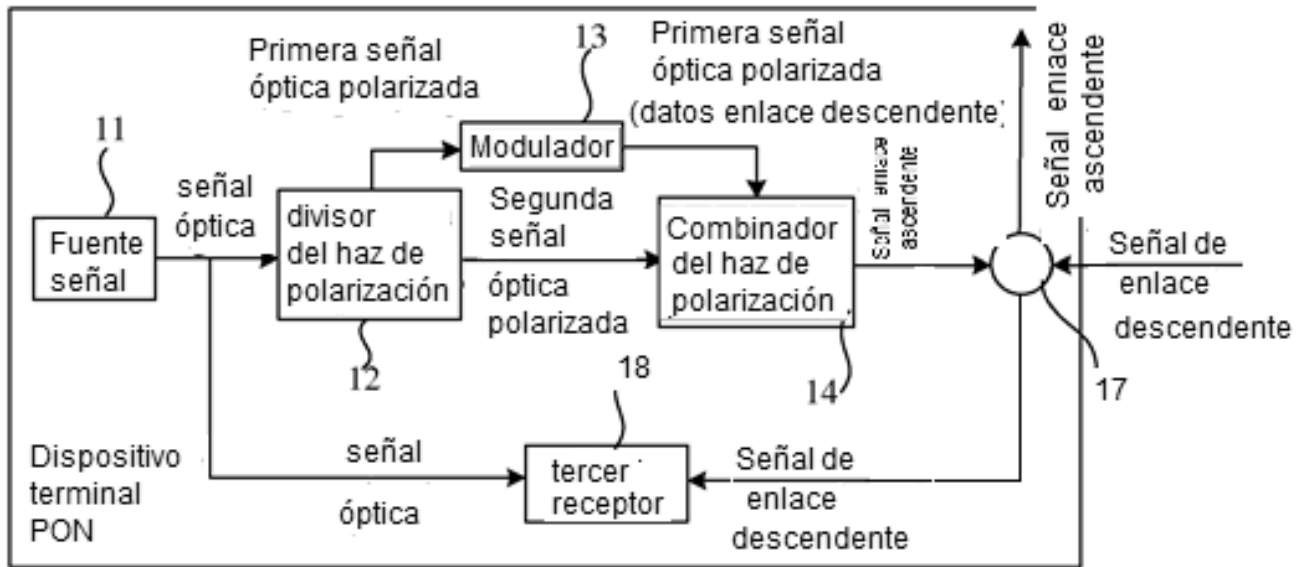 Primera señal
óptica polarizada
13
Primera señal
óptica polarizada
(datos enlace descendente)
Señal enlace
ascendente
11
señal
óptica
Modulador
Fuente
señal
divisor
del haz de
polarización
Segunda
señal
óptica
polarizada
Combinador
del haz de
polarización
ascendente
Señal de
enlace
descendente
12
18
14
17
Dispositivo
terminal
PON
señal
óptica
tercer
receptor
Señal de
enlace
descendente